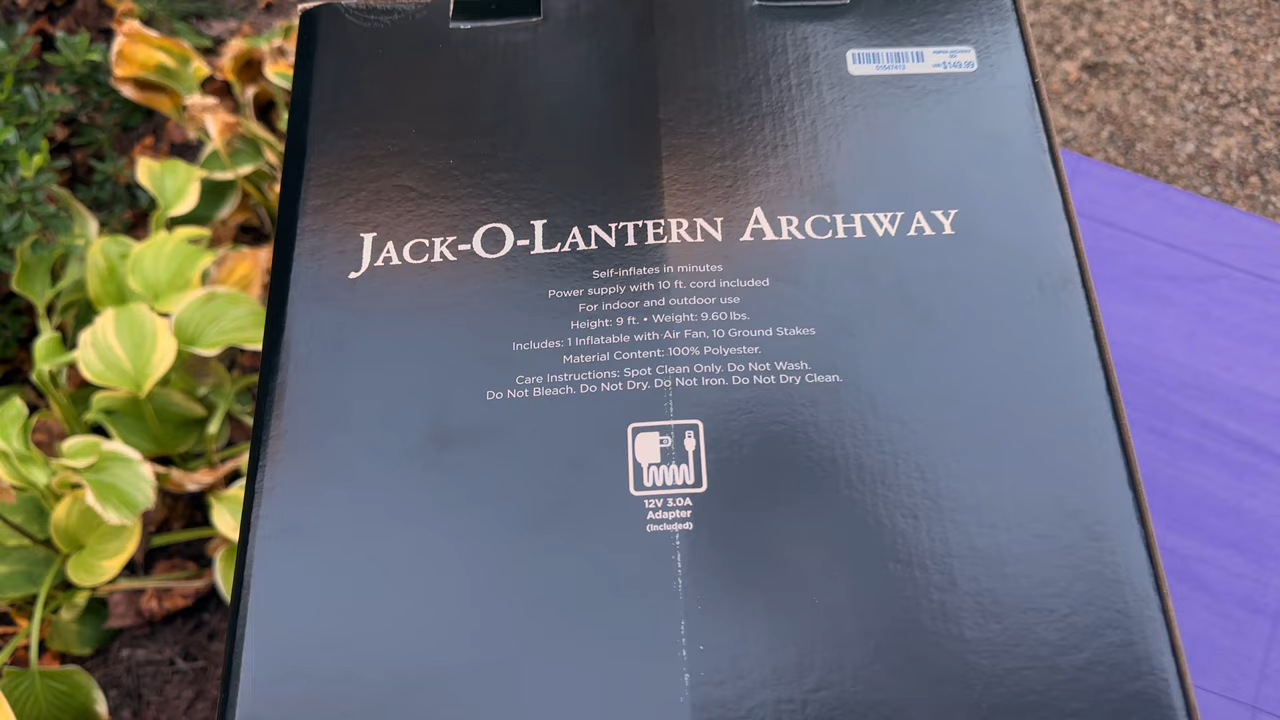 01547413
$149.99
JACK-O-LANTERN ARCHWAY
Self-inflates in minutes
Power supply with 10 ft. cord included
For indoor and outdoor use
Height: 9 ft. • Weight: 9.60 lbs.
Includes: 1 Inflatable with Air Fan, 10 Ground Stakes
Material Content: 100% Polyester.
Care Instructions: Spot Clean Only. Do Not Wash.
Do Not Bleach. Do Not Dry. Do Not Iron. Do Not Dry Clean.
12V 3.0A
Adapter
(Included)